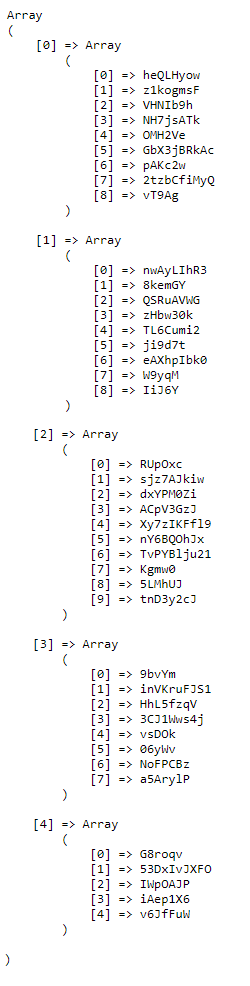 Array
(
[0] => Array
(
[0] => heQLHyow
[1] => z1kogmsF
[2] => VHNIb9h
[3] => NH7jsATk
[4] => OMH2Ve
[5] => GbX3jBRkAc
[6] => pAKc2w
[7] => 2tzbCfiMyQ
[8] => vT9Ag
)
[1] => Array
(
[0] => nwAyLIhR3
[1] => 8kemGY
[2] => QSRuAVWG
[3] => zHbw30k
[4] => TL6Cumi2
[5] => ji9d7t
[6] => eAXhpIbk0
[7] => W9yqM
[8] => IiJ6Y
)
[2] => Array
(
[0] => RUpOxc
[1] => sjz7AJkiw
[2] => dxYPM0Zi
[3] => ACpV3GzJ
[4] => Xy7zIKFfl9
[5] => nY6BQOhJx
[6] => TvPYBlju21
[7] => Kgmw0
[8] => 5LMhUJ
[9] => tnD3y2cJ
)
[3] => Array
(
[0] => 9bvYm
[1] => inVKruFJS1
[2] => HhL5fzqV
[3] => 3CJ1Wws4j
[4] => vsDOk
[5] => 06yWv
[6] => NoFPCBz
[7] => a5ArylP
)
[4] => Array
(
[0] => G8roqv
[1] => 53DxIvJXFO
[2] => IWpOAJP
[3] => iAep1X6
[4] => v6JfFuW
)
)